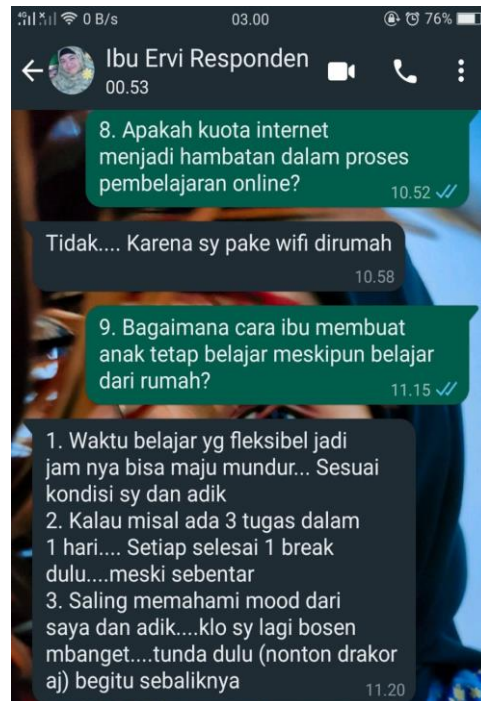 0 B/s
03.00
76%
Ibu Ervi Responden
00.53
8. Apakah kuota internet
menjadi hambatan dalam proses
pembelajaran online?
10.52
Tidak.... Karena sy pake wifi dirumah
10.58
9. Bagaimana cara ibu membuat
anak tetap belajar meskipun belajar
dari rumah?
11.15
1. Waktu belajar yg fleksibel jadi
jam nya bisa maju mundur... Sesuai
kondisi sy dan adik
2. Kalau misal ada 3 tugas dalam
1 hari.... Setiap selesai 1 break
dulu....meski sebentar
3. Saling memahami mood dari
saya dan adik....klo sy lagi bosen
mbanget....tunda dulu (nonton drakor
aj) begitu sebaliknya
11.20